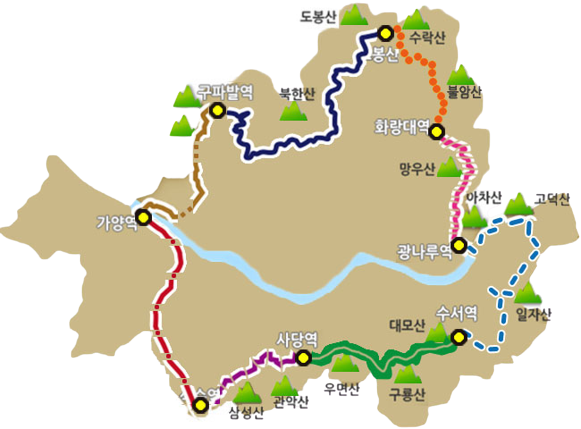 도봉산
수락산
봉산
구파발역
북한산
불암산
화랑대역
망우산
아차산
고덕산
가양역
광나루역
수서역
일자산
대모산
사당역
우면산
구룡산
관악산
삼성산